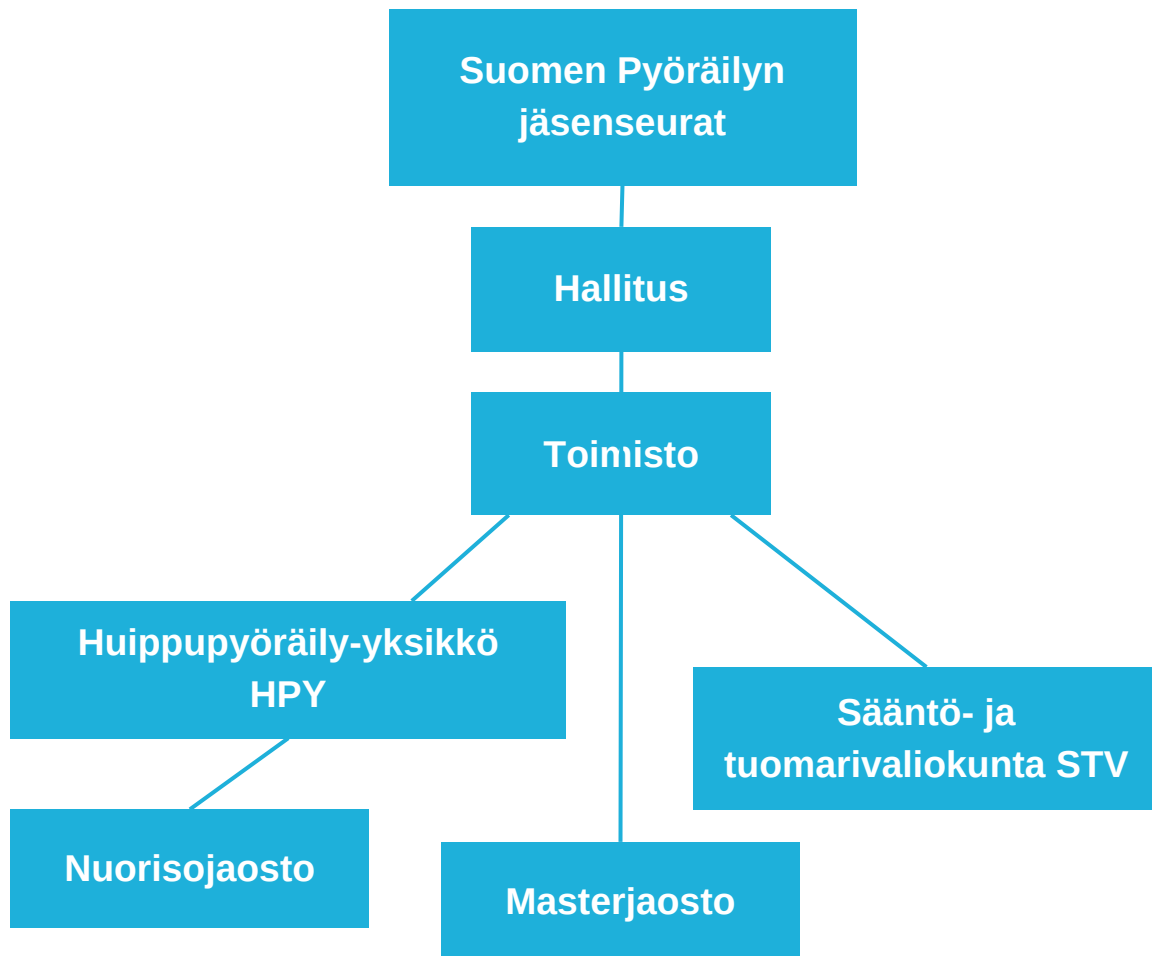 Suomen Pyöräilyn
jäsenseurat
Hallitus
Toimisto
Huippupyöräily-yksikkö
HPY
Sääntö- ja
tuomarivaliokunta STV
Nuorisojaosto
Masterjaosto